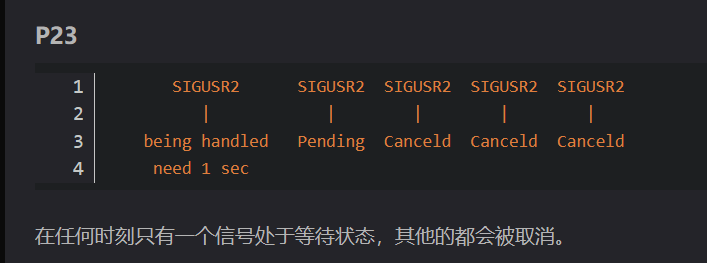 P23
1 SIGUSR2 SIGUSR2 SIGUSR2 SIGUSR2 SIGUSR2
2 | | | | |
3 being handled Pending Canceld Canceld Canceld
4 need 1 sec
在任何时刻只有一个信号处于等待状态，其他的都会被取消。